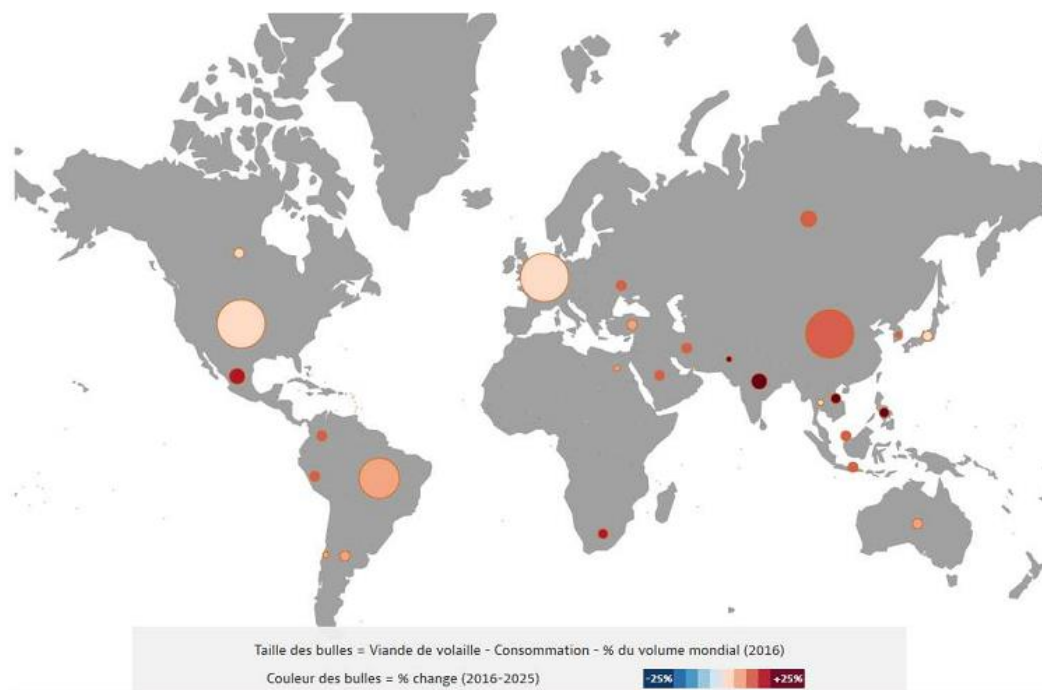 Taille des bulles = Viande de volaille - Consommation - % du volume mondial (2016)
Couleur des bulles = % change (2016-2025) -25% +25%